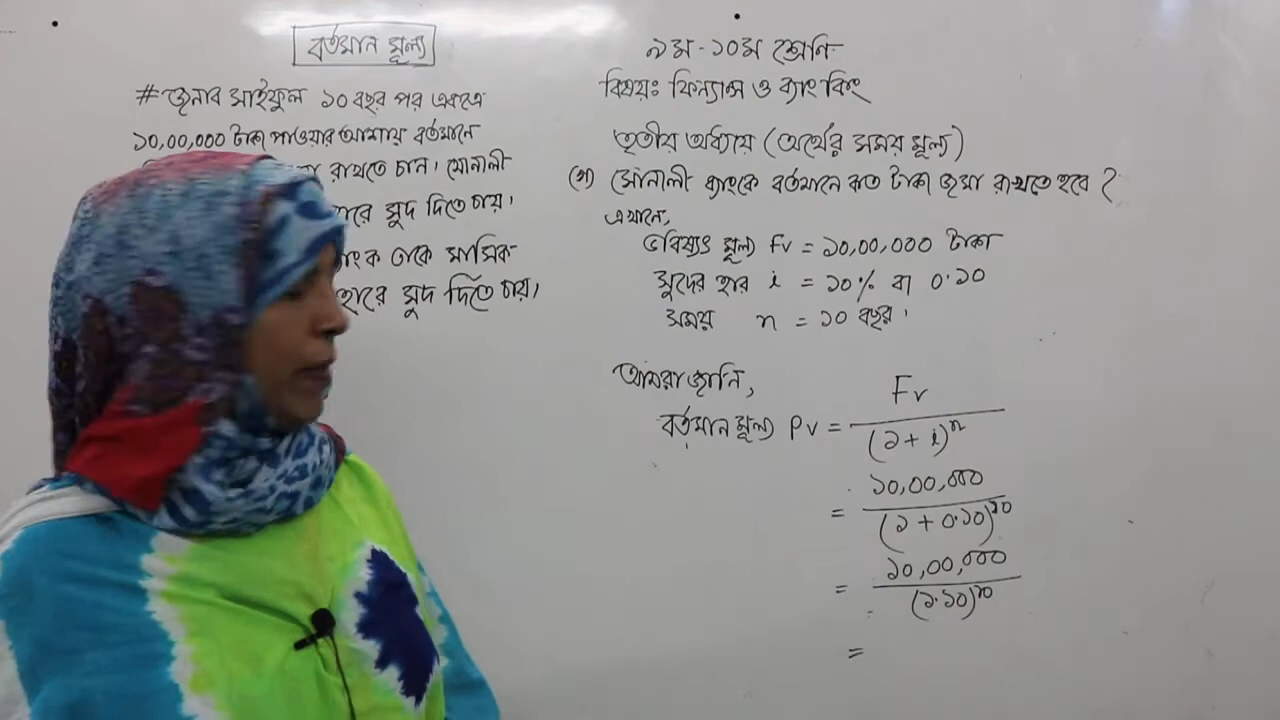 বর্তমান মূল্য
# জনাব সাইফুল ১০ বছর পর একত্রে
১০,০০,০০০ টাকা পাওয়ার আশায় বর্তমানে
রাখতে চান। সোনালী
হারে সুদ দিতে চায়।
তাকে মাসিক
হারে সুদ দিতে চায়।
৯ম-১০ম শ্রেণি
বিষয়ঃ ফিন্যান্স ও ব্যাংকিং
তৃতীয় অধ্যায় (অর্থের সময় মূল্য)
(গ) সোনালী ব্যাংকে বর্তমানে কত টাকা জমা রাখতে হবে ?
এখানে,
ভবিষ্যৎ মূল্য Fv = ১০,০০,০০০ টাকা
সুদের হার i = ১০% বা ০.১০
সময় n = ১০ বছর।
আমরা জানি,
বর্তমান মূল্য Pv = Fv / (১+i)^n
= ১০,০০,০০০ / (১ + ০.১০)^১০
= ১০,০০,০০০ / (১.১০)^১০
=